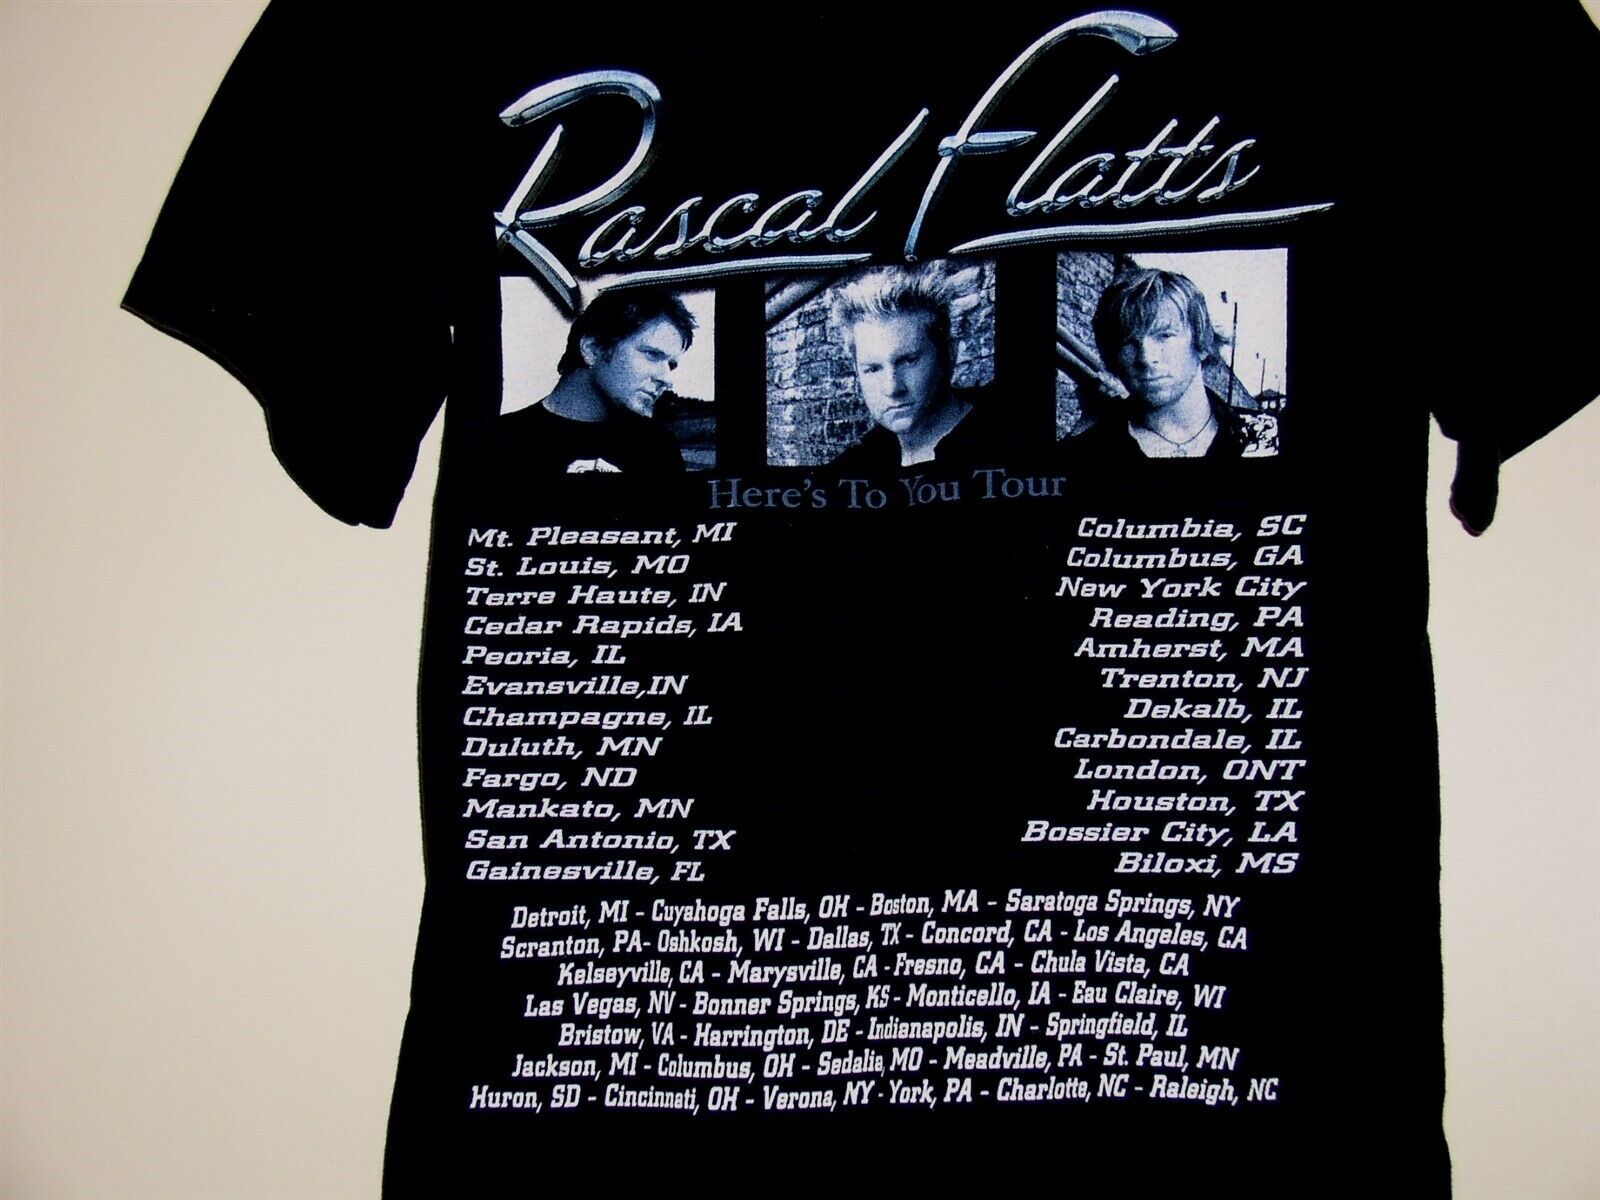 Rascal Flatts
Here's To You Tour
Mt. Pleasant, MI
St. Louis, MO
Terre Haute, IN
Cedar Rapids, IA
Peoria, IL
Evansville,IN
Champagne, IL
Duluth, MN
Fargo, ND
Mankato, MN
San Antonio, TX
Gainesville, FL
Columbia, SC
Columbus, GA
New York City
Reading, PA
Amherst, MA
Trenton, NJ
Dekalb, IL
Carbondale, IL
London, ONT
Houston, TX
Bossier City, LA
Biloxi, MS
Detroit, MI - Cuyahoga Falls, OH - Boston, MA - Saratoga Springs, NY
Scranton, PA- Oshkosh, WI - Dallas, TX - Concord, CA - Los Angeles, CA
Kelseyville, CA - Marysville, CA - Fresno, CA - Chula Vista, CA
Las Vegas, NV - Bonner Springs, KS - Monticello, IA - Eau Claire, WI
Bristow, VA - Harrington, DE - Indianapolis, IN - Springfield, IL
Jackson, MI - Columbus, OH - Sedalia, MO - Meadville, PA - St. Paul, MN
Huron, SD - Cincinnati, OH - Verona, NY - York, PA - Charlotte, NC - Raleigh, NC